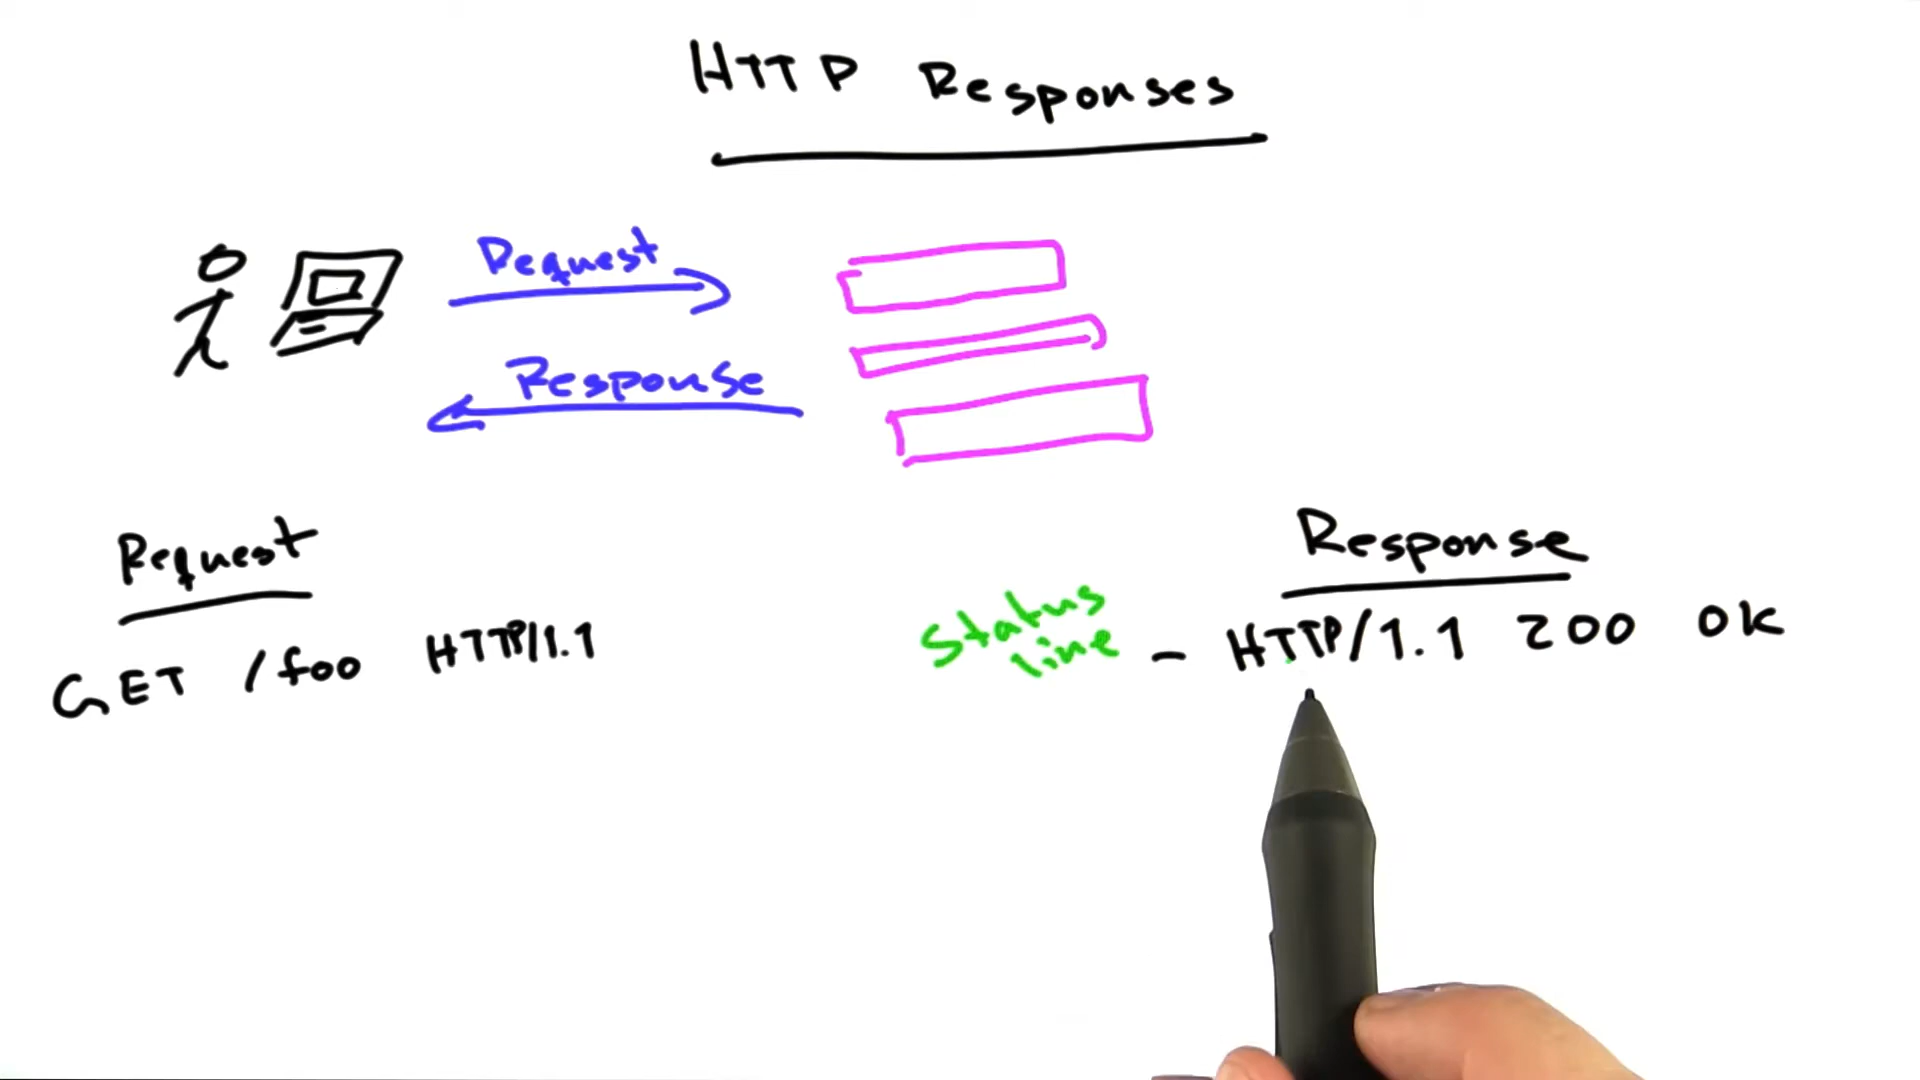 HTTP Responses
Request
Response
Request
GET /foo HTTP/1.1
Response
Status
line - HTTP/1.1 200 OK